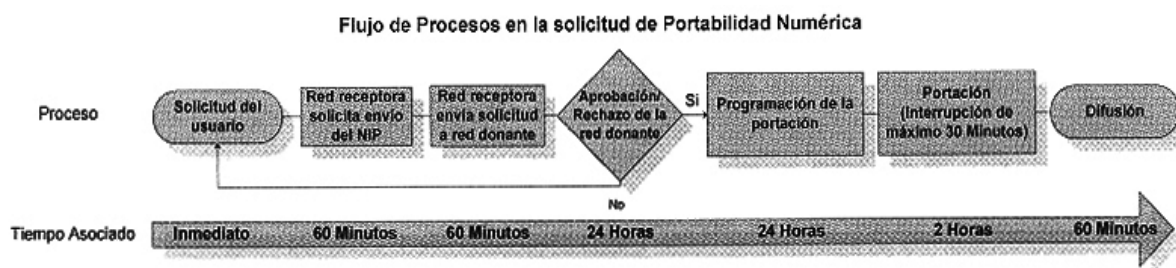 Flujo de Procesos en la solicitud de Portabilidad Numérica
Proceso
Solicitud del
usuario
Red receptora
solicita envío
del NIP
Red receptora
envía solicitud
a red donante
Aprobación/
Rechazo de la
red donante
Si
No
Programación de la
portación
Portación
(Interrupción de
máximo 30 Minutos)
Difusión
Tiempo Asociado
Inmediato
60 Minutos
60 Minutos
24 Horas
24 Horas
2 Horas
60 Minutos